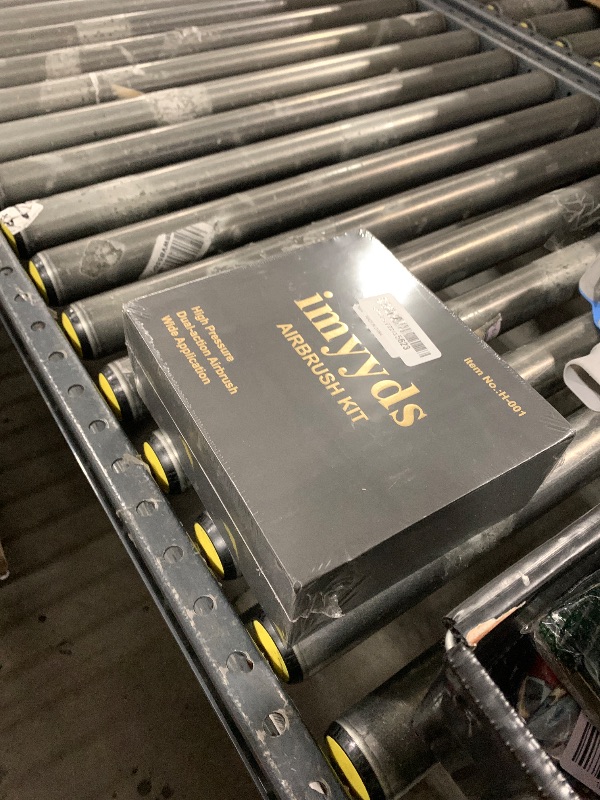 imyyds
AIRBRUSH KIT
High Pressure
Dual-action Airbrush
Wide Application
Item No.:H-001